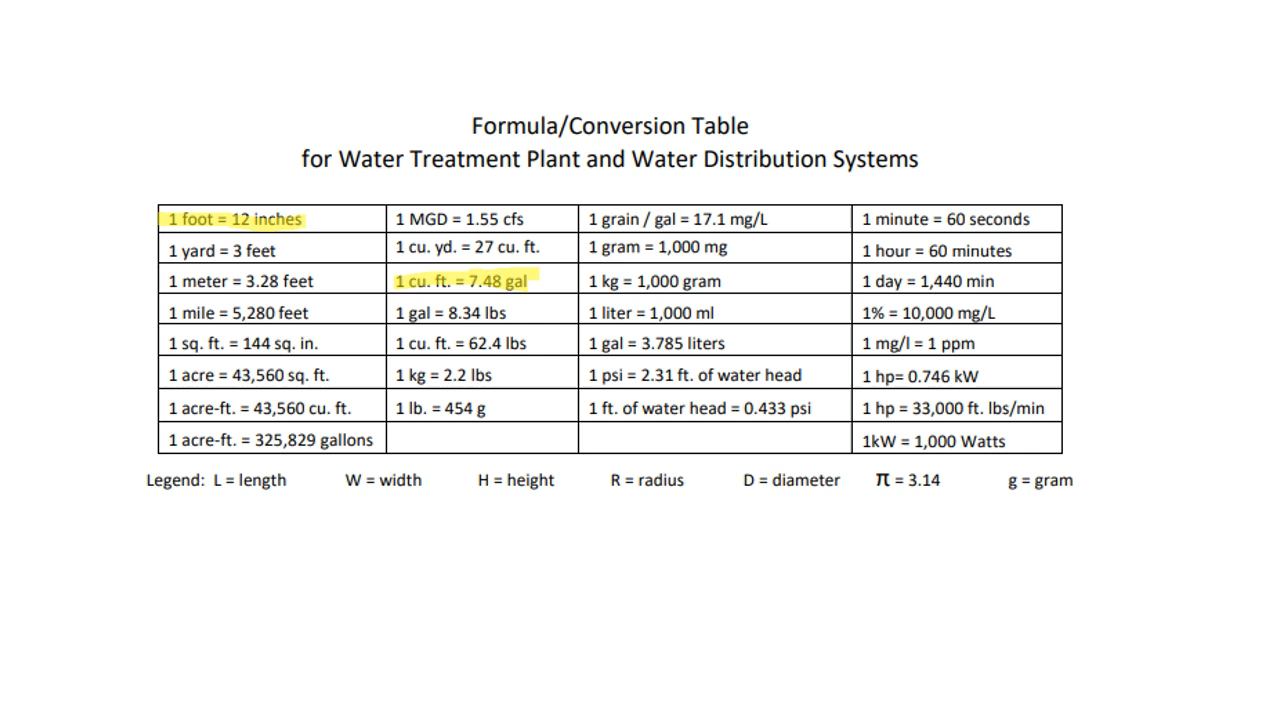 Formula/Conversion Table
for Water Treatment Plant and Water Distribution Systems
1 foot = 12 inches 1 MGD = 1.55 cfs 1 grain / gal = 17.1 mg/L 1 minute = 60 seconds
1 yard = 3 feet 1 cu. yd. = 27 cu. ft. 1 gram = 1,000 mg 1 hour = 60 minutes
1 meter = 3.28 feet 1 cu. ft. = 7.48 gal 1 kg = 1,000 gram 1 day = 1,440 min
1 mile = 5,280 feet 1 gal = 8.34 lbs 1 liter = 1,000 ml 1% = 10,000 mg/L
1 sq. ft. = 144 sq. in. 1 cu. ft. = 62.4 lbs 1 gal = 3.785 liters 1 mg/l = 1 ppm
1 acre = 43,560 sq. ft. 1 kg = 2.2 lbs 1 psi = 2.31 ft. of water head 1 hp= 0.746 kW
1 acre-ft. = 43,560 cu. ft. 1 lb. = 454 g 1 ft. of water head = 0.433 psi 1 hp = 33,000 ft. lbs/min
1 acre-ft. = 325,829 gallons 1kW = 1,000 Watts
Legend: L = length W = width H = height R = radius D = diameter π = 3.14 g = gram